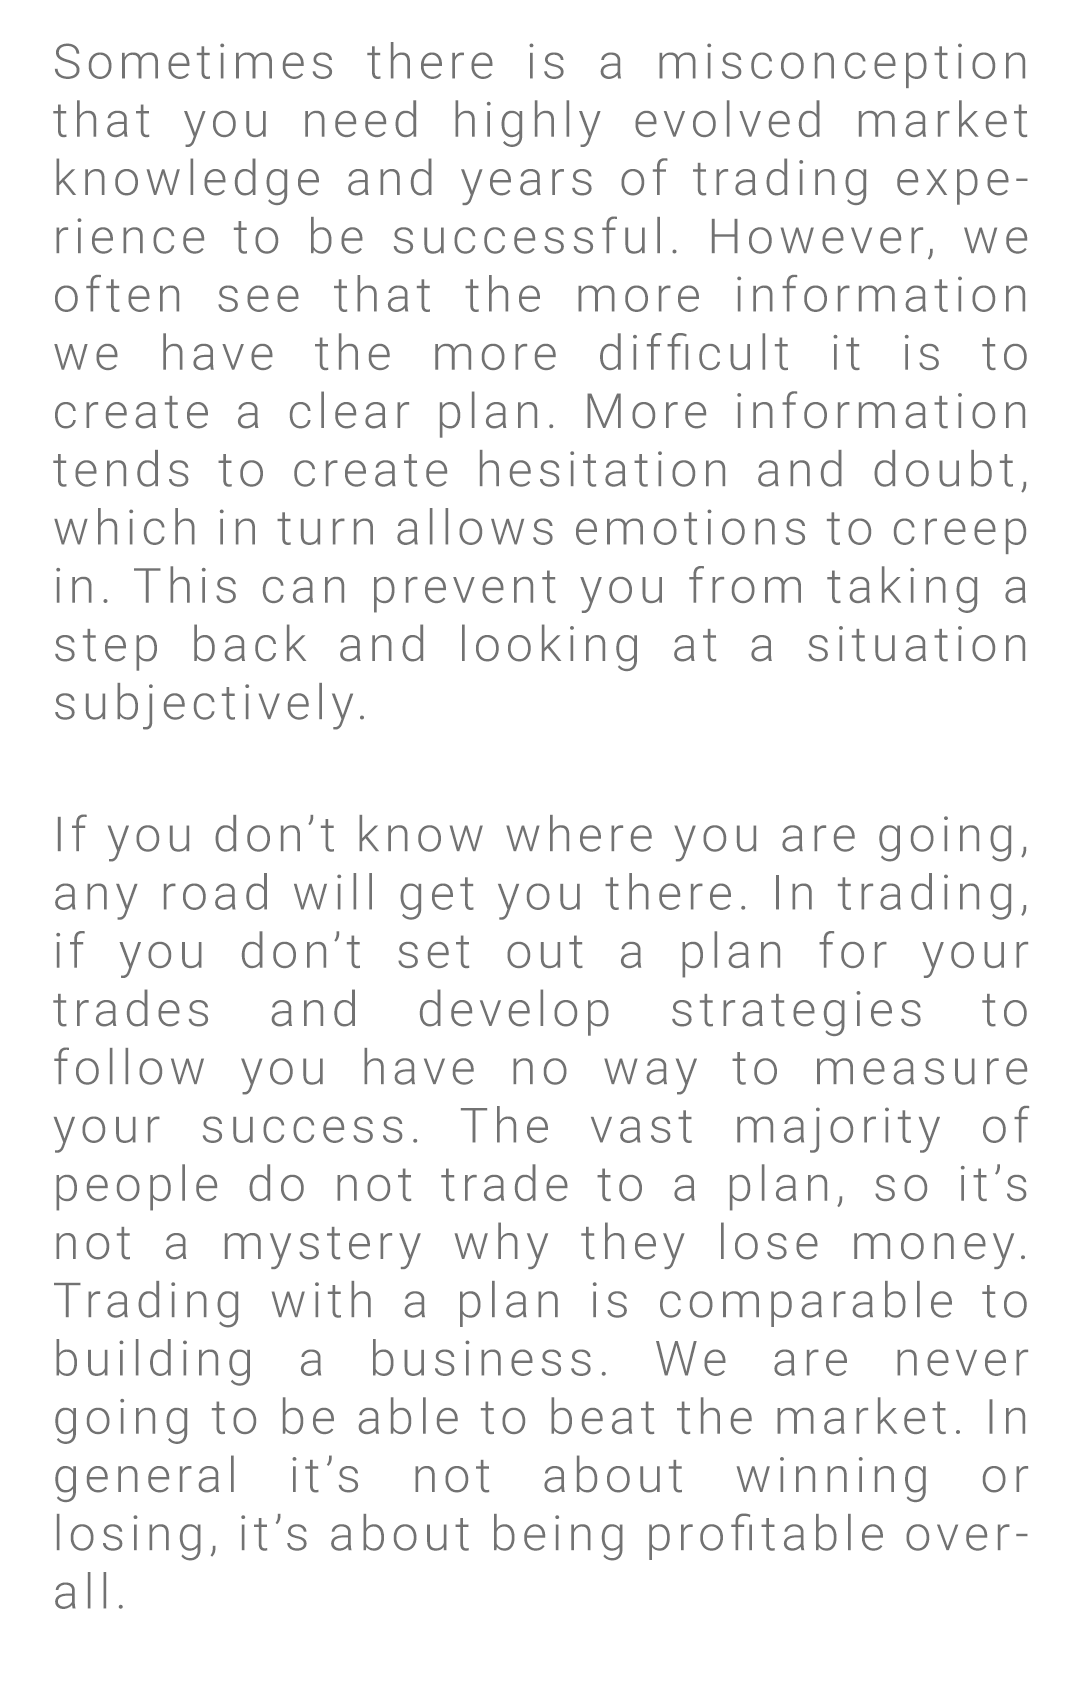 Sometimes there is a misconception
that you need highly evolved market
knowledge and years of trading expe-
rience to be successful. However, we
often see that the more information
we have the more difficult it is to
create a clear plan. More information
tends to create hesitation and doubt,
which in turn allows emotions to creep
in. This can prevent you from taking a
step back and looking at a situation
subjectively.

If you don’t know where you are going,
any road will get you there. In trading,
if you don’t set out a plan for your
trades and develop strategies to
follow you have no way to measure
your success. The vast majority of
people do not trade to a plan, so it’s
not a mystery why they lose money.
Trading with a plan is comparable to
building a business. We are never
going to be able to beat the market. In
general it’s not about winning or
losing, it’s about being profitable over-
all.